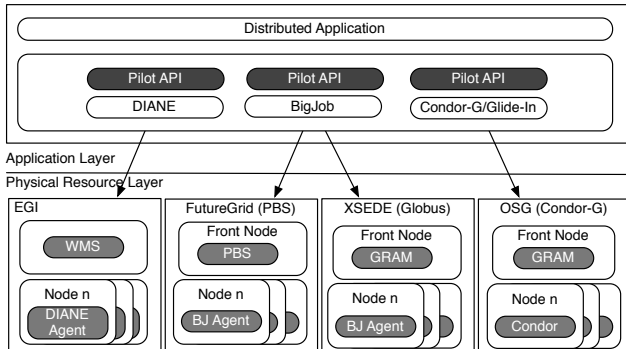 Distributed Application
Pilot API
Pilot API
Pilot API
DIANE
BigJob
Condor-G/Glide-In
Application Layer
Physical Resource Layer
EGI
FutureGrid (PBS)
XSEDE (Globus)
OSG (Condor-G)
WMS
Front Node
PBS
Front Node
GRAM
Front Node
GRAM
Node n
DIANE
Agent
Node n
BJ Agent
Node n
BJ Agent
Node n
Condor